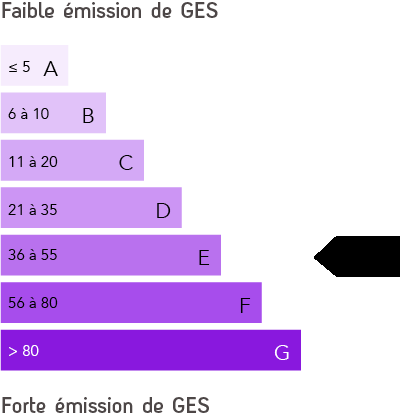 Faible émission de GES
≤ 5 A
6 à 10 B
11 à 20 C
21 à 35 D
36 à 55 E
56 à 80 F
> 80 G
Forte émission de GES